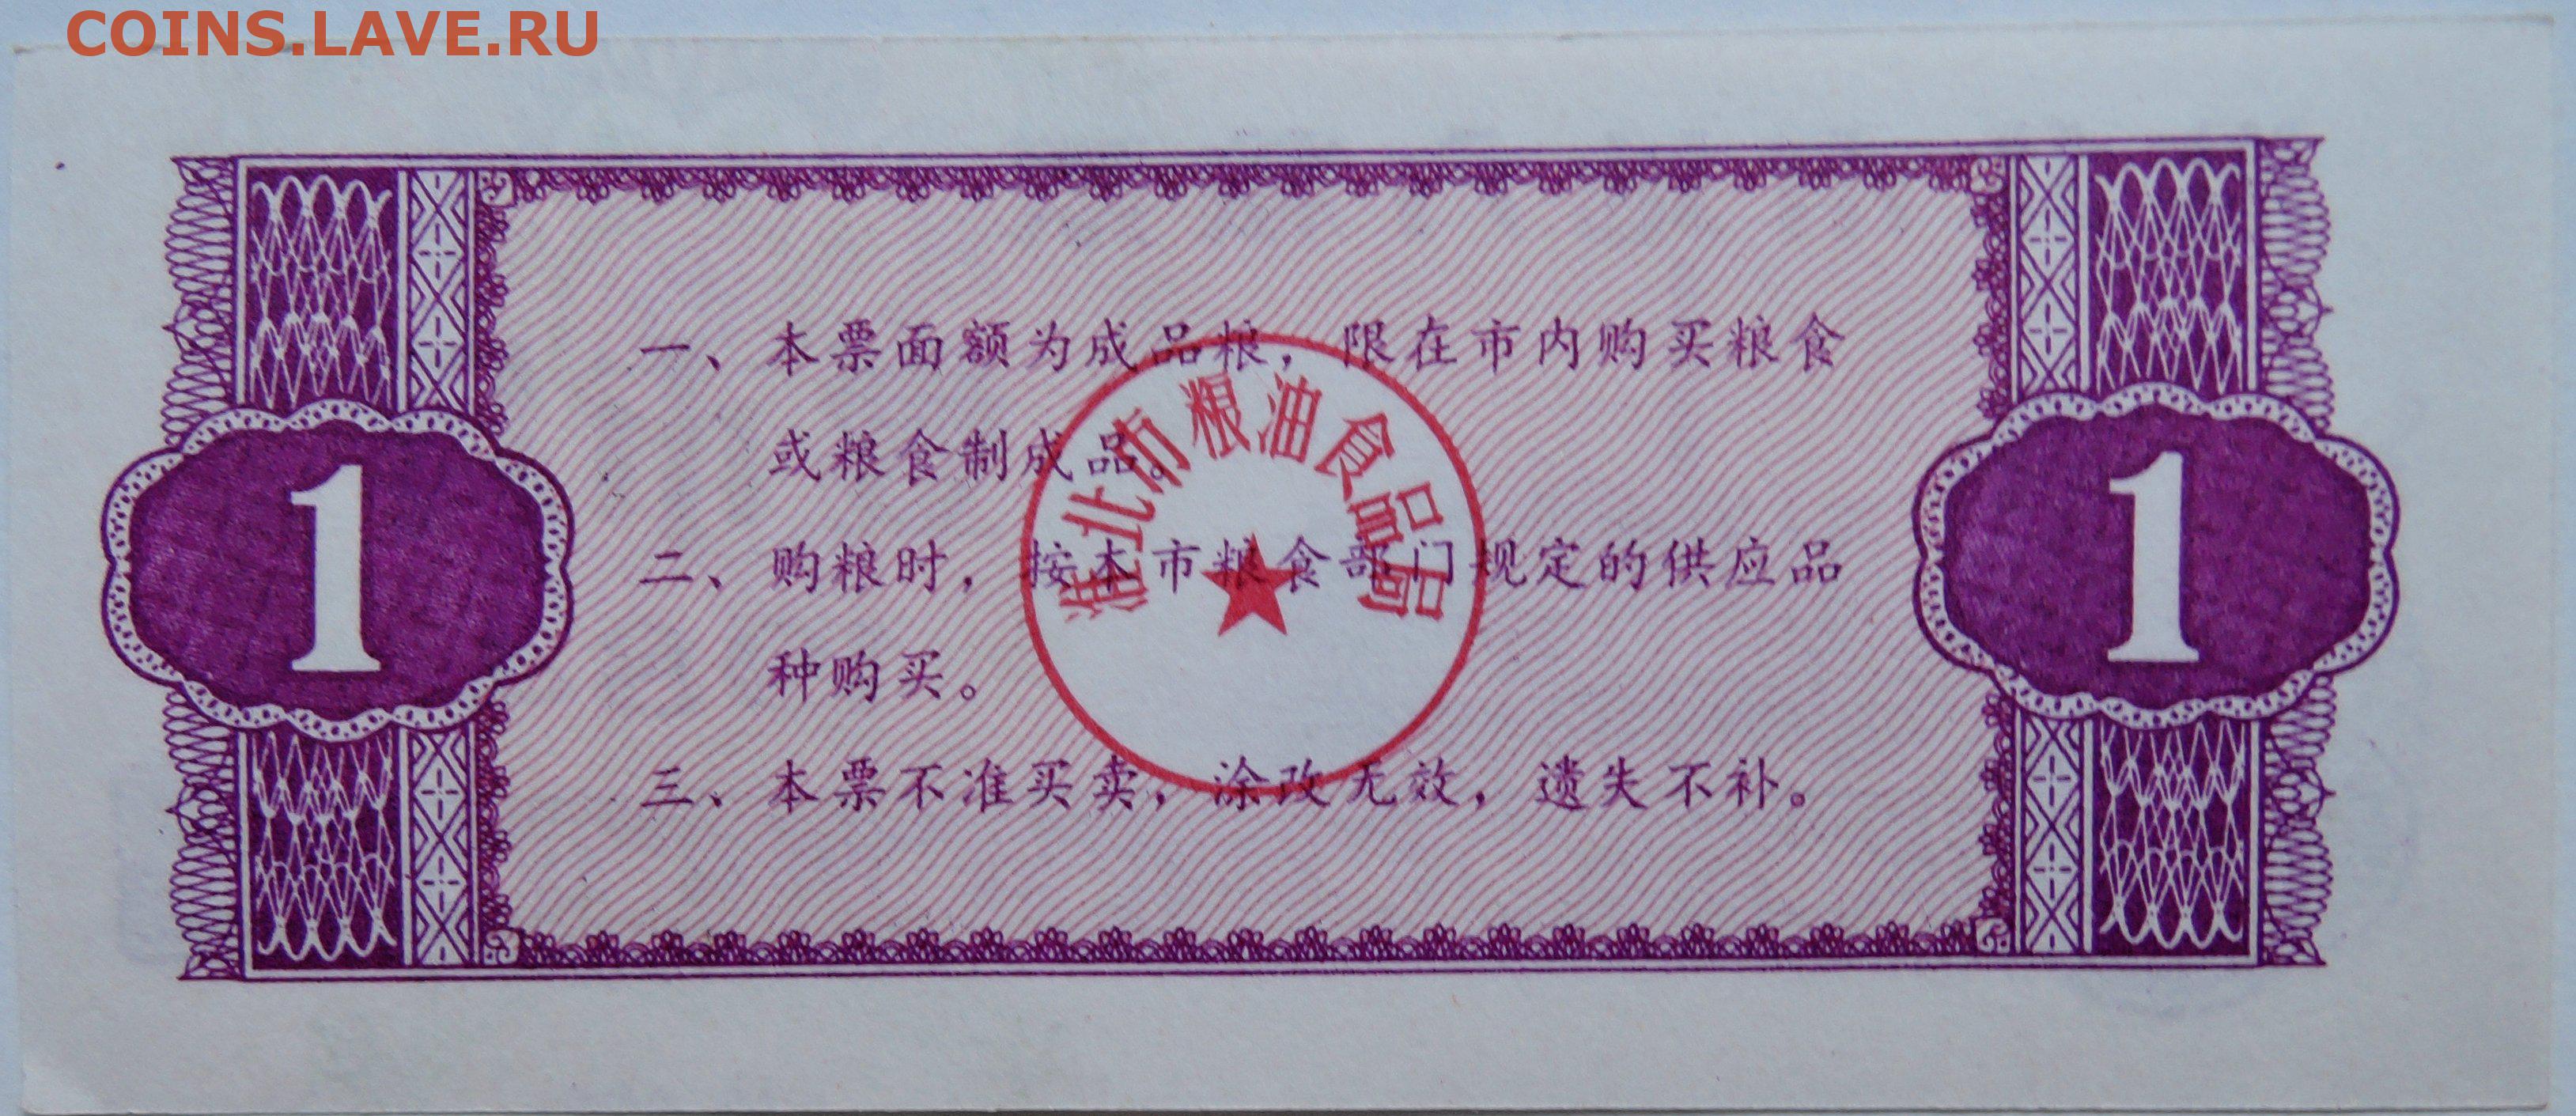 COINS.LAVE.RU
一、本票面额为成品粮，限在市内购买粮食
或粮食制成品。
二、购粮时，按本市粮食部门规定的供应品
种购买。
三、本票不准买卖，涂改无效，遗失不补。
淮北市粮油食品局
1
1